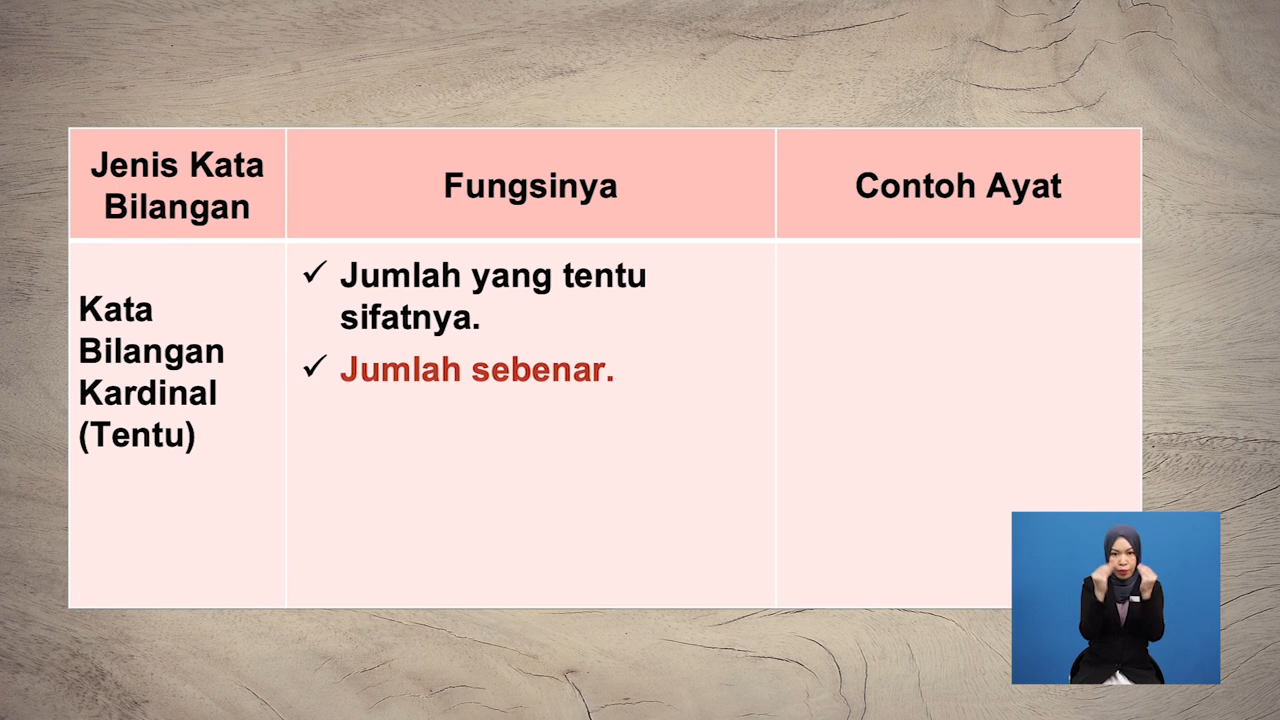 Jenis Kata
Bilangan
Fungsinya
Contoh Ayat
Kata
Bilangan
Kardinal
(Tentu)
✓ Jumlah yang tentu
sifatnya.
✓ Jumlah sebenar.